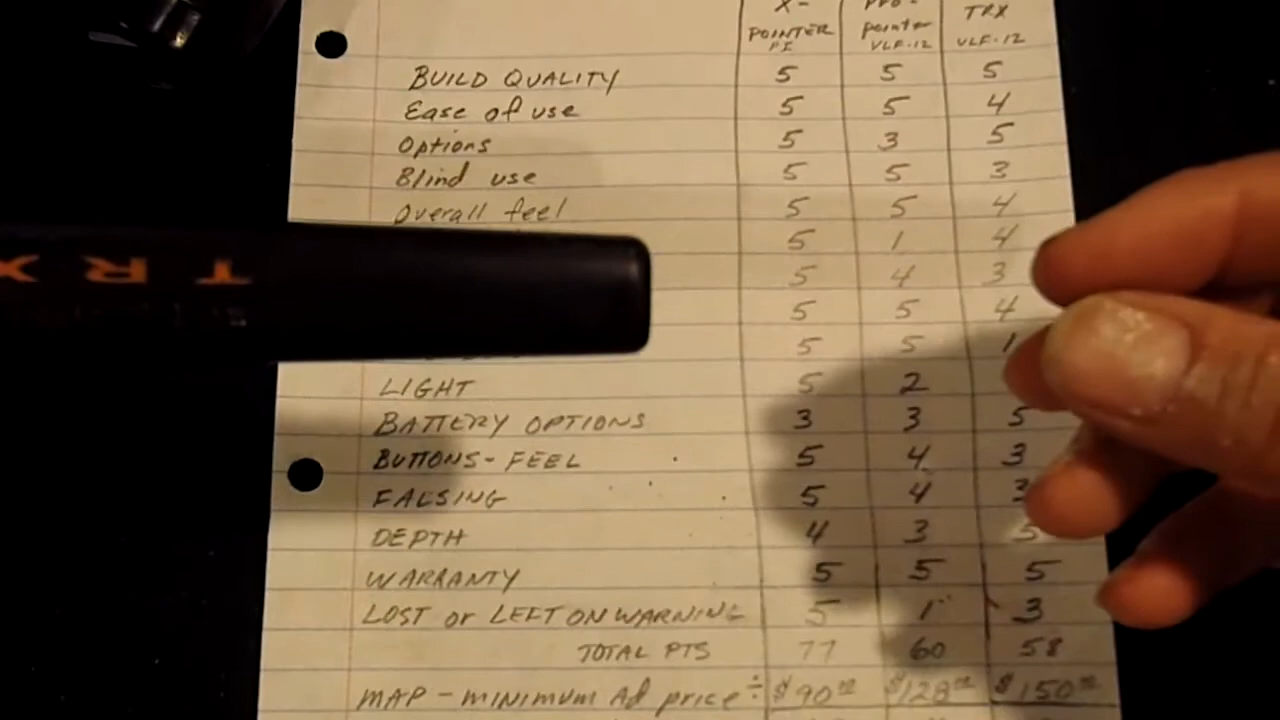 X- PRO- TRX
POINTER pointer
PI VLF-12 VLF-12
BUILD QUALITY 5 5 5
Ease of use 5 5 4
Options 5 3 5
Blind use 5 5 3
Overall feel 5 5 4
5 1 4
TRX 5 4 3
5 5 4
5 5 1
LIGHT 5 2
BATTERY OPTIONS 3 3 5
BUTTONS-FEEL 5 4 3
FALSING 5 4 3
DEPTH 4 3 5
WARRANTY 5 5 5
LOST or LEFT ON WARNING 5 1 3
TOTAL PTS 77 60 58
MAP-MINIMUM Ad price ÷ $90.00 $128.00 $150.00